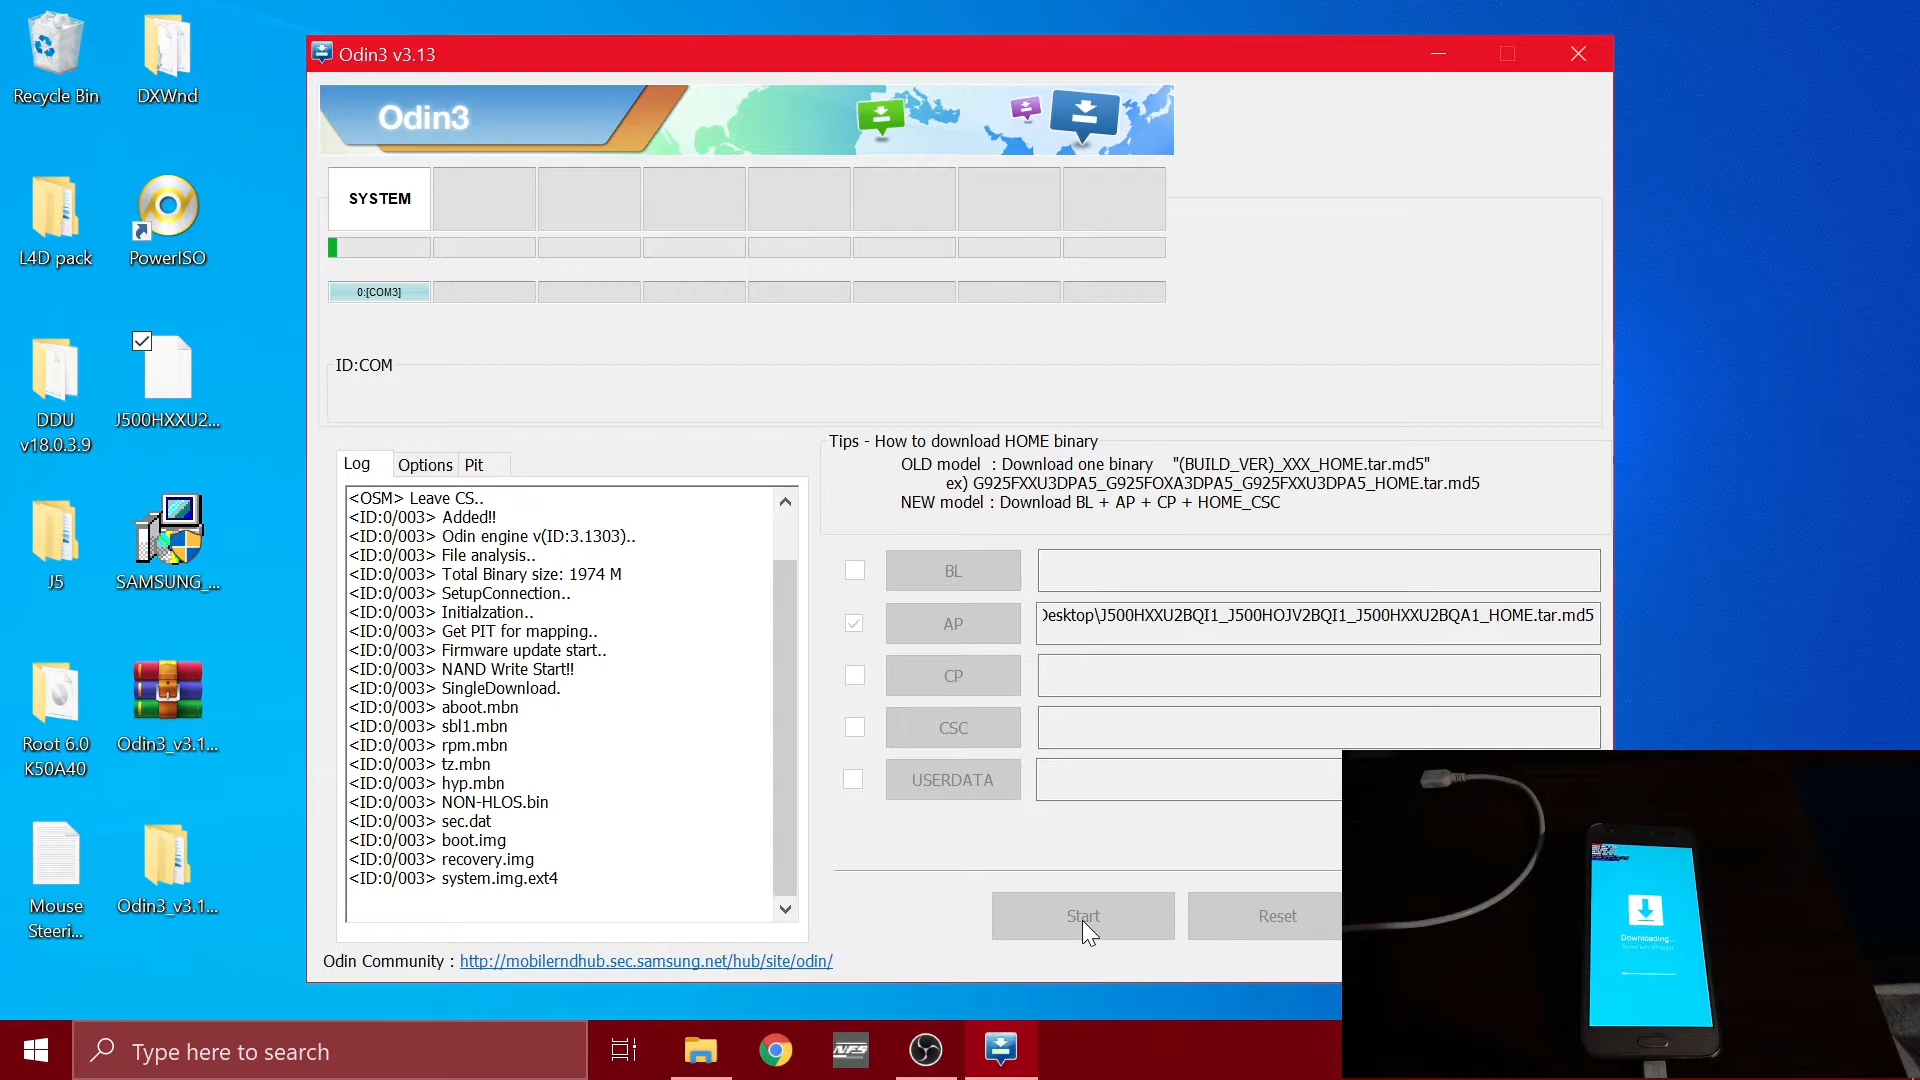 Recycle Bin
DXWnd
L4D pack
PowerISO
DDU
v18.0.3.9
J500HXXU2...
J5
SAMSUNG_...
Root 6.0
K50A40
Odin3_v3.1...
Mouse
Steeri...
Odin3_v3.1...
Odin3 v3.13
Odin3
SYSTEM
0:[COM3]
ID:COM
Log
Options
Pit
<OSM> Leave CS..
<ID:0/003> Added!!
<ID:0/003> Odin engine v(ID:3.1303)..
<ID:0/003> File analysis..
<ID:0/003> Total Binary size: 1974 M
<ID:0/003> SetupConnection..
<ID:0/003> Initialzation..
<ID:0/003> Get PIT for mapping..
<ID:0/003> Firmware update start..
<ID:0/003> NAND Write Start!!
<ID:0/003> SingleDownload.
<ID:0/003> aboot.mbn
<ID:0/003> sbl1.mbn
<ID:0/003> rpm.mbn
<ID:0/003> tz.mbn
<ID:0/003> hyp.mbn
<ID:0/003> NON-HLOS.bin
<ID:0/003> sec.dat
<ID:0/003> boot.img
<ID:0/003> recovery.img
<ID:0/003> system.img.ext4
Tips - How to download HOME binary
OLD model : Download one binary "(BUILD_VER)_XXX_HOME.tar.md5"
ex) G925FXXU3DPA5_G925FOXA3DPA5_G925FXXU3DPA5_HOME.tar.md5
NEW model : Download BL + AP + CP + HOME_CSC
BL
AP
Desktop\J500HXXU2BQI1_J500HOJV2BQI1_J500HXXU2BQA1_HOME.tar.md5
CP
CSC
USERDATA
Start
Reset
Odin Community : http://mobilerndhub.sec.samsung.net/hub/site/odin/
Downloading...
Type here to search
NFS